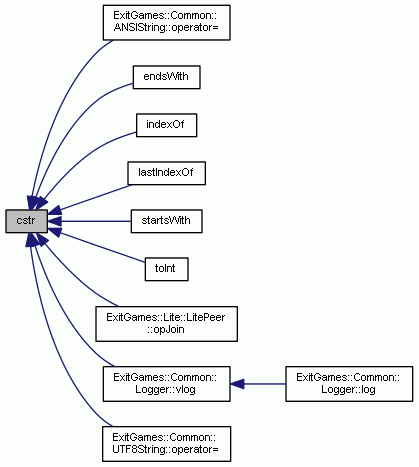 ExitGames::Common::
ANSIString::operator=
endsWith
indexOf
lastIndexOf
cstr
startsWith
toInt
ExitGames::Lite::LitePeer
::opJoin
ExitGames::Common::
Logger::vlog
ExitGames::Common::
Logger::log
ExitGames::Common::
UTF8String::operator=